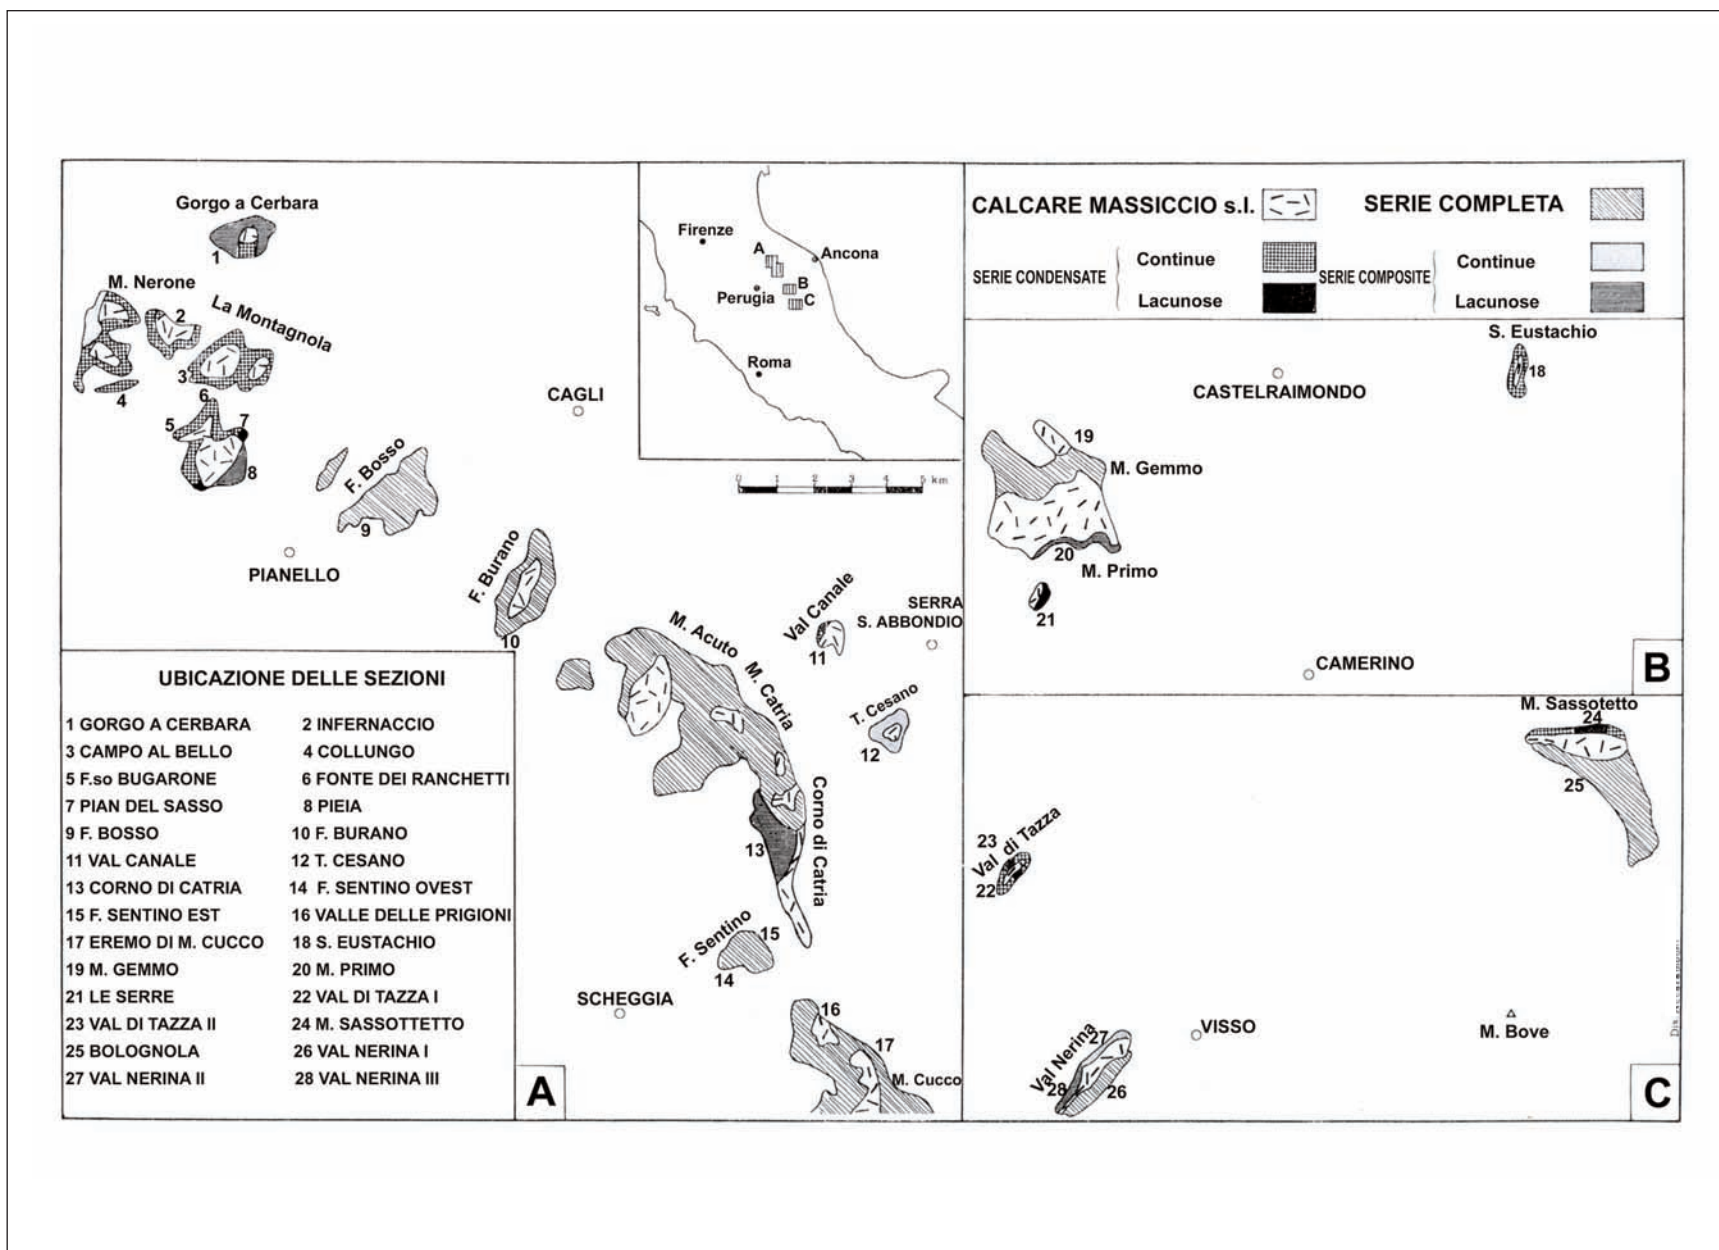 Gorgo a Cerbara
1
M. Nerone
2
La Montagnola
3
4
6
5
7
8
CAGLI
F. Bosso
9
PIANELLO
F. Burano
10
M. Acuto
M. Catria
Val Canale
11
SERRA
S. ABBONDIO
T. Cesano
12
Corno di Catria
13
F. Sentino
15
14
SCHEGGIA
16
17
M. Cucco
A
Firenze
A
Ancona
B
Perugia
C
Roma
0 1 2 3 4 5 km
UBICAZIONE DELLE SEZIONI
1 GORGO A CERBARA 2 INFERNACCIO
3 CAMPO AL BELLO 4 COLLUNGO
5 F.so BUGARONE 6 FONTE DEI RANCHETTI
7 PIAN DEL SASSO 8 PIEIA
9 F. BOSSO 10 F. BURANO
11 VAL CANALE 12 T. CESANO
13 CORNO DI CATRIA 14 F. SENTINO OVEST
15 F. SENTINO EST 16 VALLE DELLE PRIGIONI
17 EREMO DI M. CUCCO 18 S. EUSTACHIO
19 M. GEMMO 20 M. PRIMO
21 LE SERRE 22 VAL DI TAZZA I
23 VAL DI TAZZA II 24 M. SASSOTTETTO
25 BOLOGNOLA 26 VAL NERINA I
27 VAL NERINA II 28 VAL NERINA III
CALCARE MASSICCIO s.l. SERIE COMPLETA
SERIE CONDENSATE Continue Lacunose
SERIE COMPOSITE Continue Lacunose
S. Eustachio
18
CASTELRAIMONDO
19
M. Gemmo
20
M. Primo
21
CAMERINO
B
M. Sassotetto
24
25
23
Val di Tazza
22
VISSO
M. Bove
Val Nerina
27
28
26
C